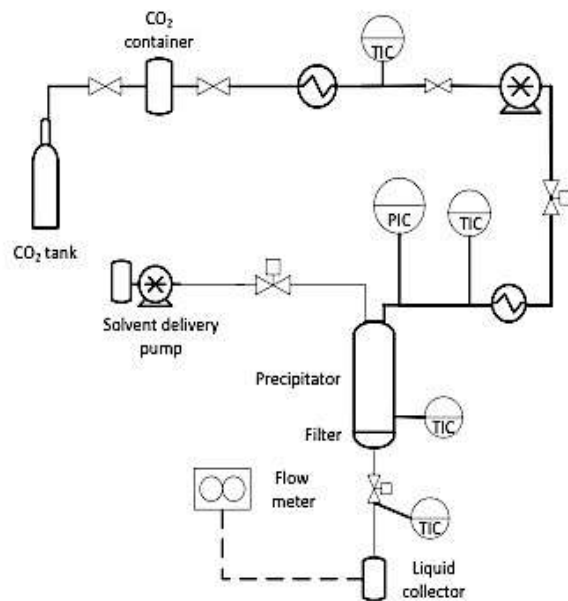 CO₂
container
TIC
CO₂ tank
PIC
TIC
Solvent delivery
pump
Precipitator
Filter
TIC
Flow
meter
TIC
Liquid
collector